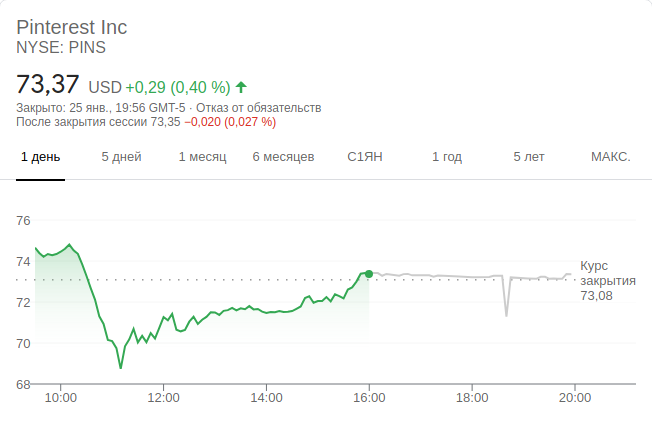 Pinterest Inc
NYSE: PINS
73,37 USD +0,29 (0,40 %)
Закрыто: 25 янв., 19:56 GMT-5 · Отказ от обязательств
После закрытия сессии 73,35 −0,020 (0,027 %)
1 день 5 дней 1 месяц 6 месяцев С1ЯН 1 год 5 лет МАКС.
76
74
72
70
68
Курс
закрытия
73,08
10:00 12:00 14:00 16:00 18:00 20:00